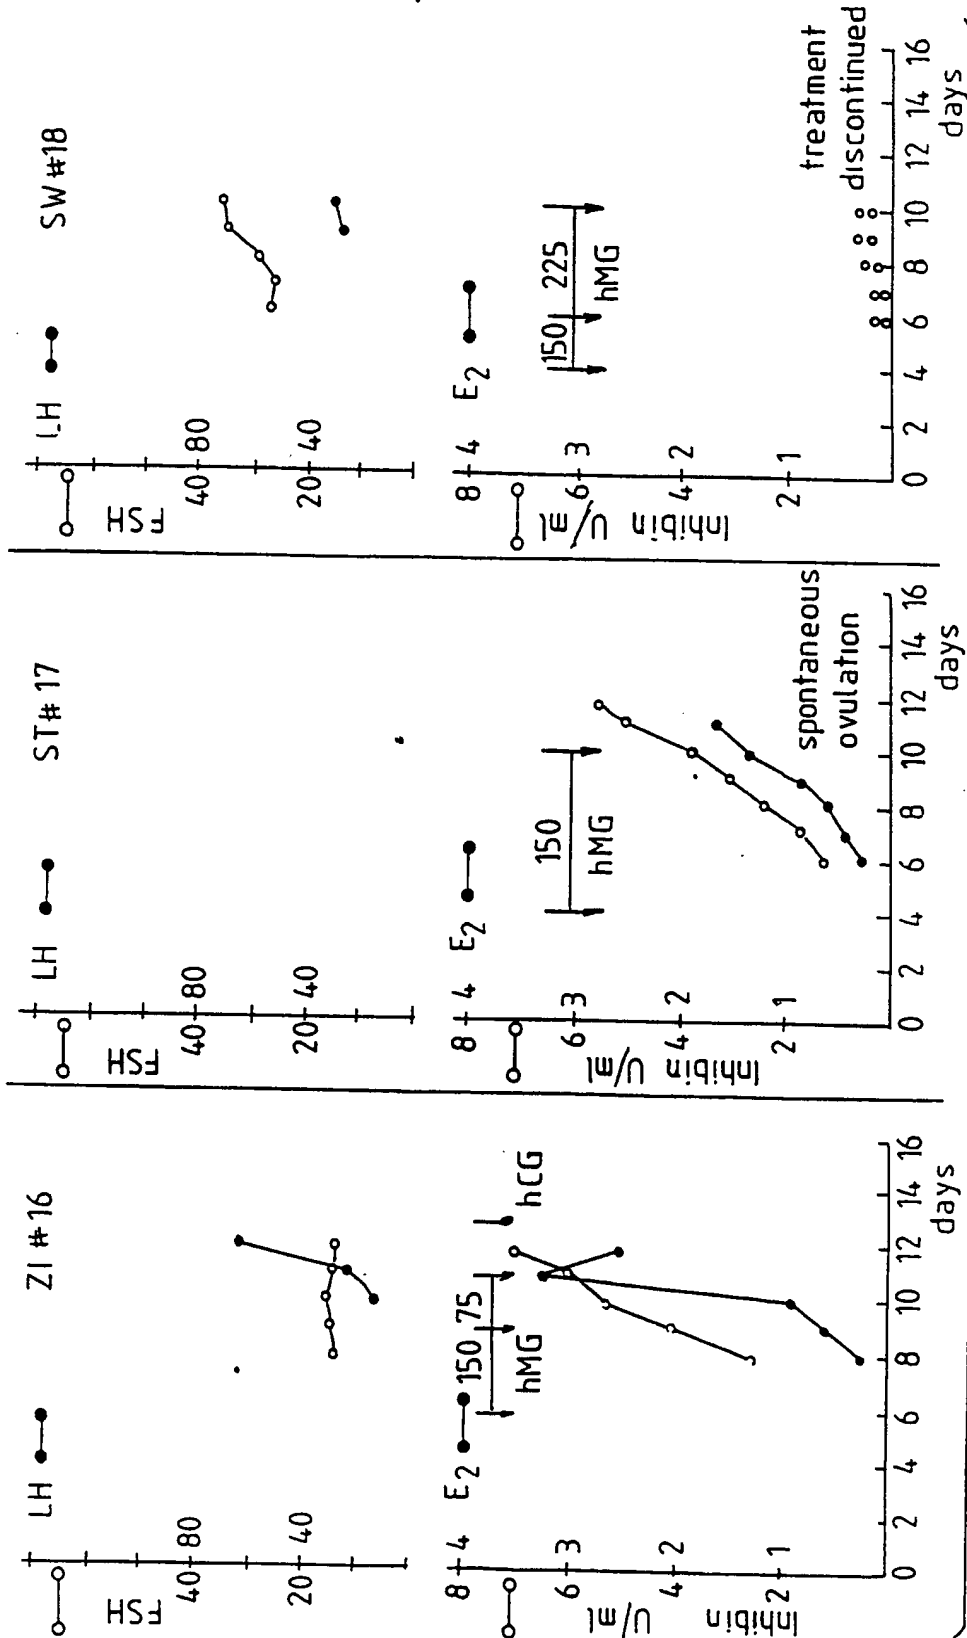 ZI #16
LH
FSH
80
40
40
20
E2
8
4
6
3
4
2
2
1
Inhibin U/ml
150
75
hMG
hCG
0
2
4
6
8
10
12
14
16
days
ST# 17
LH
FSH
80
40
40
20
E2
8
4
6
3
4
2
2
1
Inhibin U/ml
150
hMG
spontaneous
ovulation
0
2
4
6
8
10
12
14
16
days
SW #18
LH
FSH
80
40
40
20
E2
8
4
6
3
4
2
2
1
Inhibin U/ml
150
225
hMG
treatment
discontinued
0
2
4
6
8
10
12
14
16
days